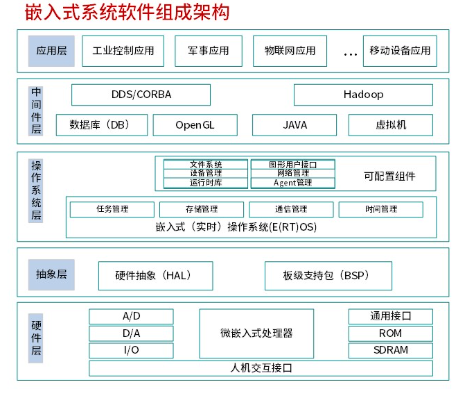 嵌入式系统软件组成架构
应用层
工业控制应用
军事应用
物联网应用
...
移动设备应用
中间件层
DDS/CORBA
Hadoop
数据库（DB）
OpenGL
JAVA
虚拟机
操作系统层
文件系统
设备管理
运行时库
图形用户接口
网络管理
Agent管理
可配置组件
任务管理
存储管理
通信管理
时间管理
嵌入式（实时）操作系统(E(RT)OS)
抽象层
硬件抽象（HAL）
板级支持包（BSP）
硬件层
A/D
D/A
I/O
微嵌入式处理器
通用接口
ROM
SDRAM
人机交互接口